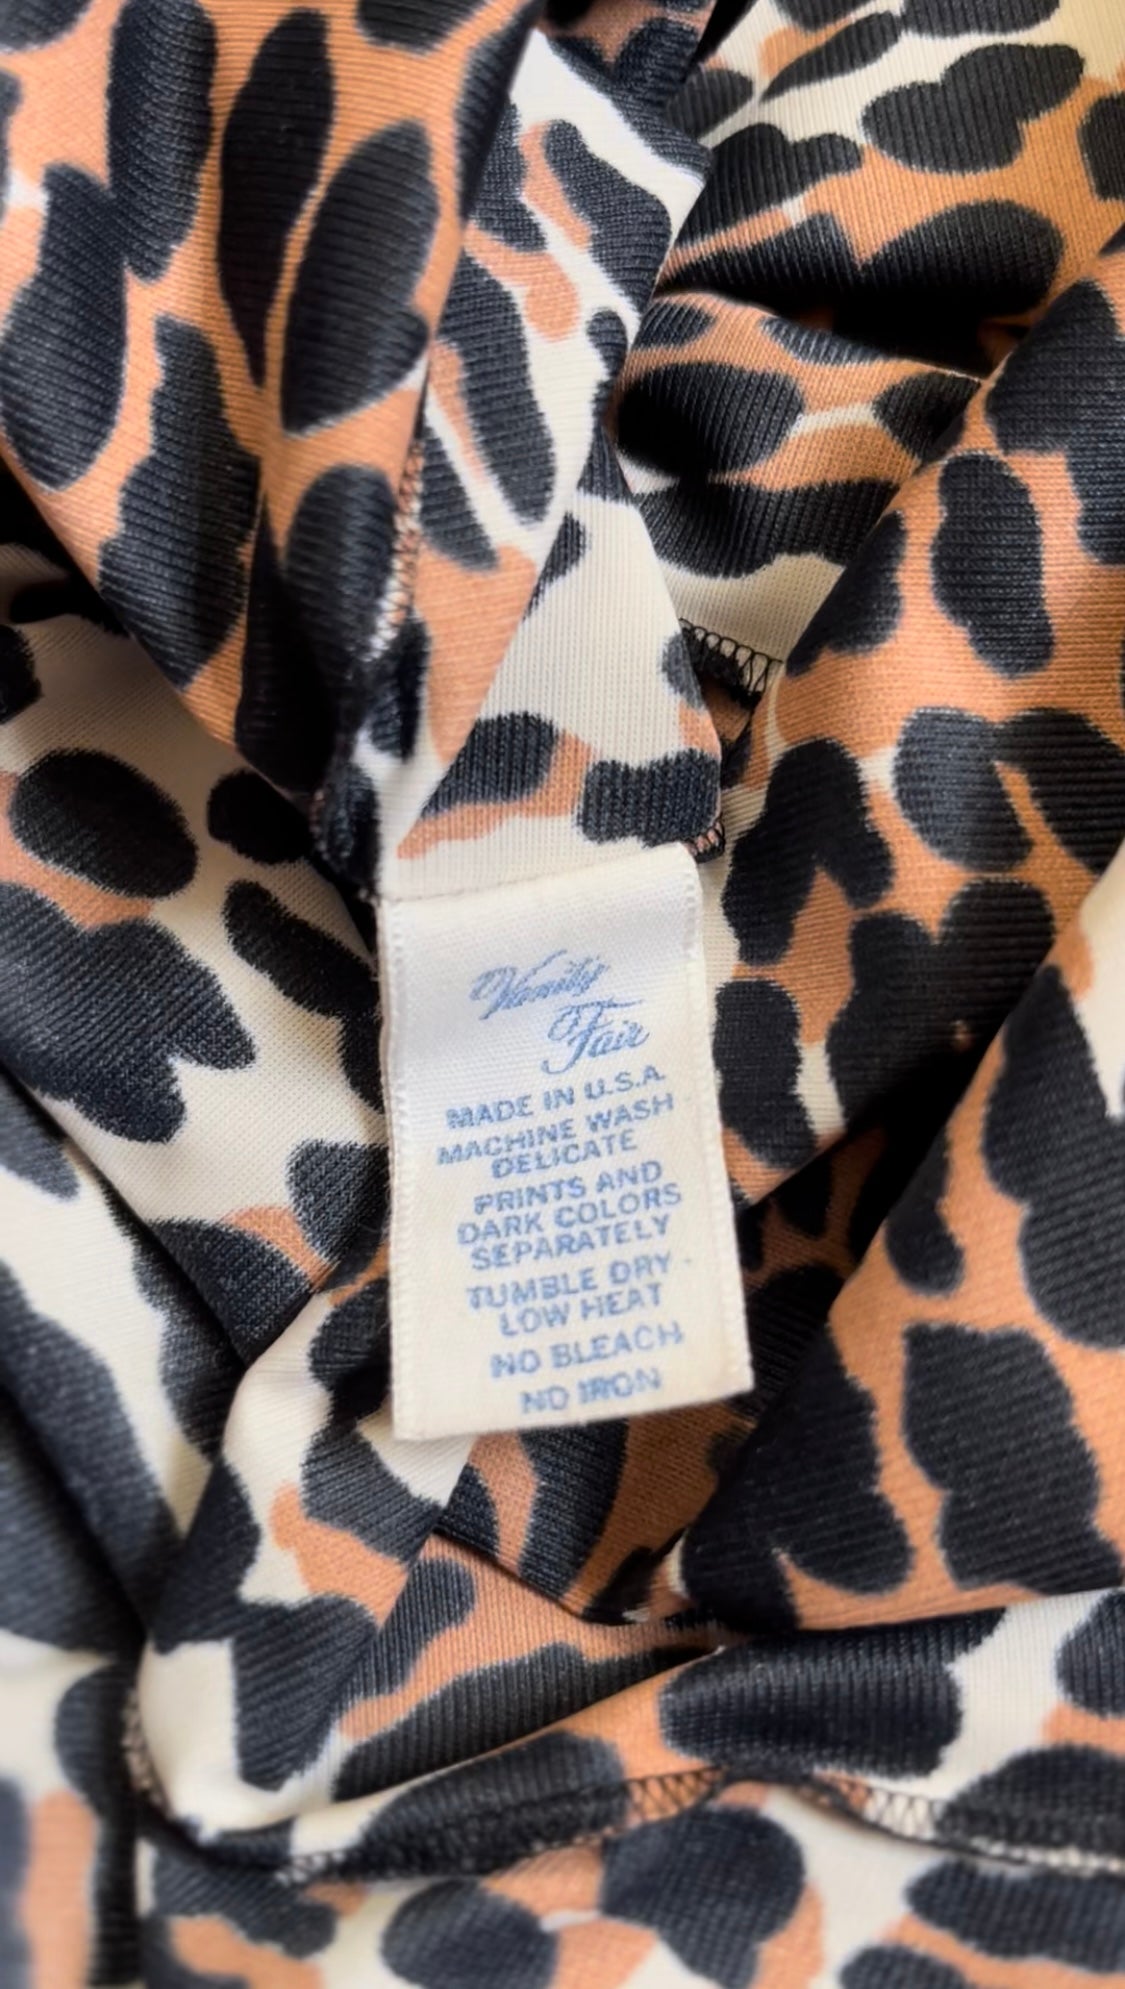 Vanity
Fair
MADE IN U.S.A.
MACHINE WASH
DELICATE
PRINTS AND
DARK COLORS
SEPARATELY
TUMBLE DRY
LOW HEAT
NO BLEACH
NO IRON